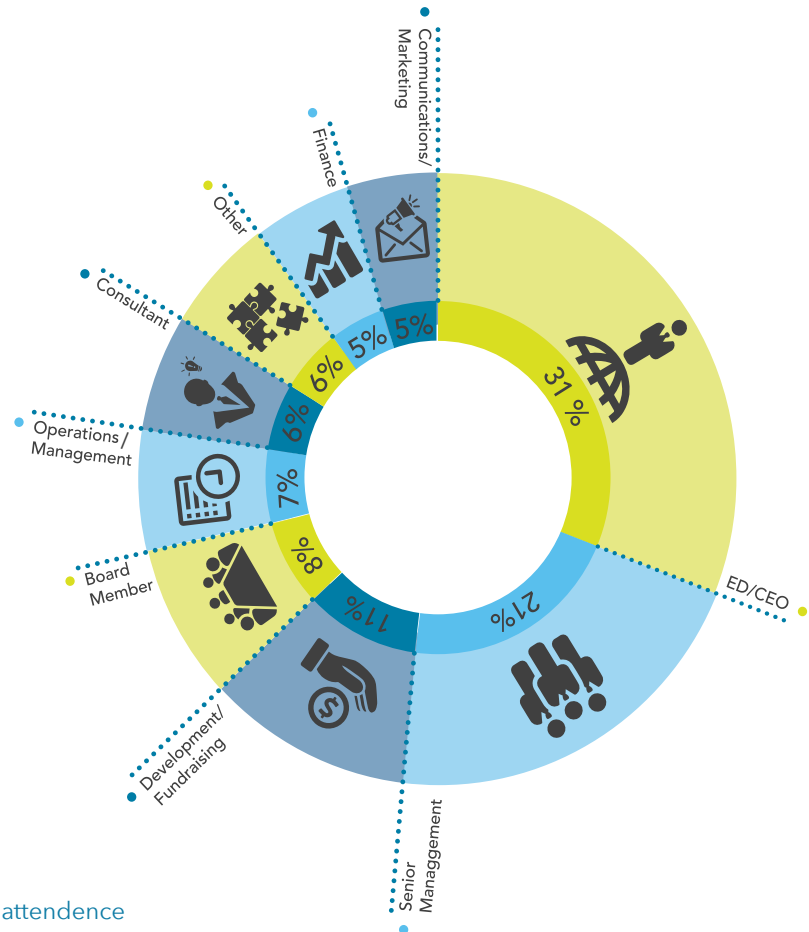 Communications/
Marketing
Finance
Other
Consultant
Operations/
Management
Board
Member
Development/
Fundraising
Senior
Managgement
ED/CEO
5%
5%
6%
6%
7%
8%
11%
21%
31 %
$
attendence